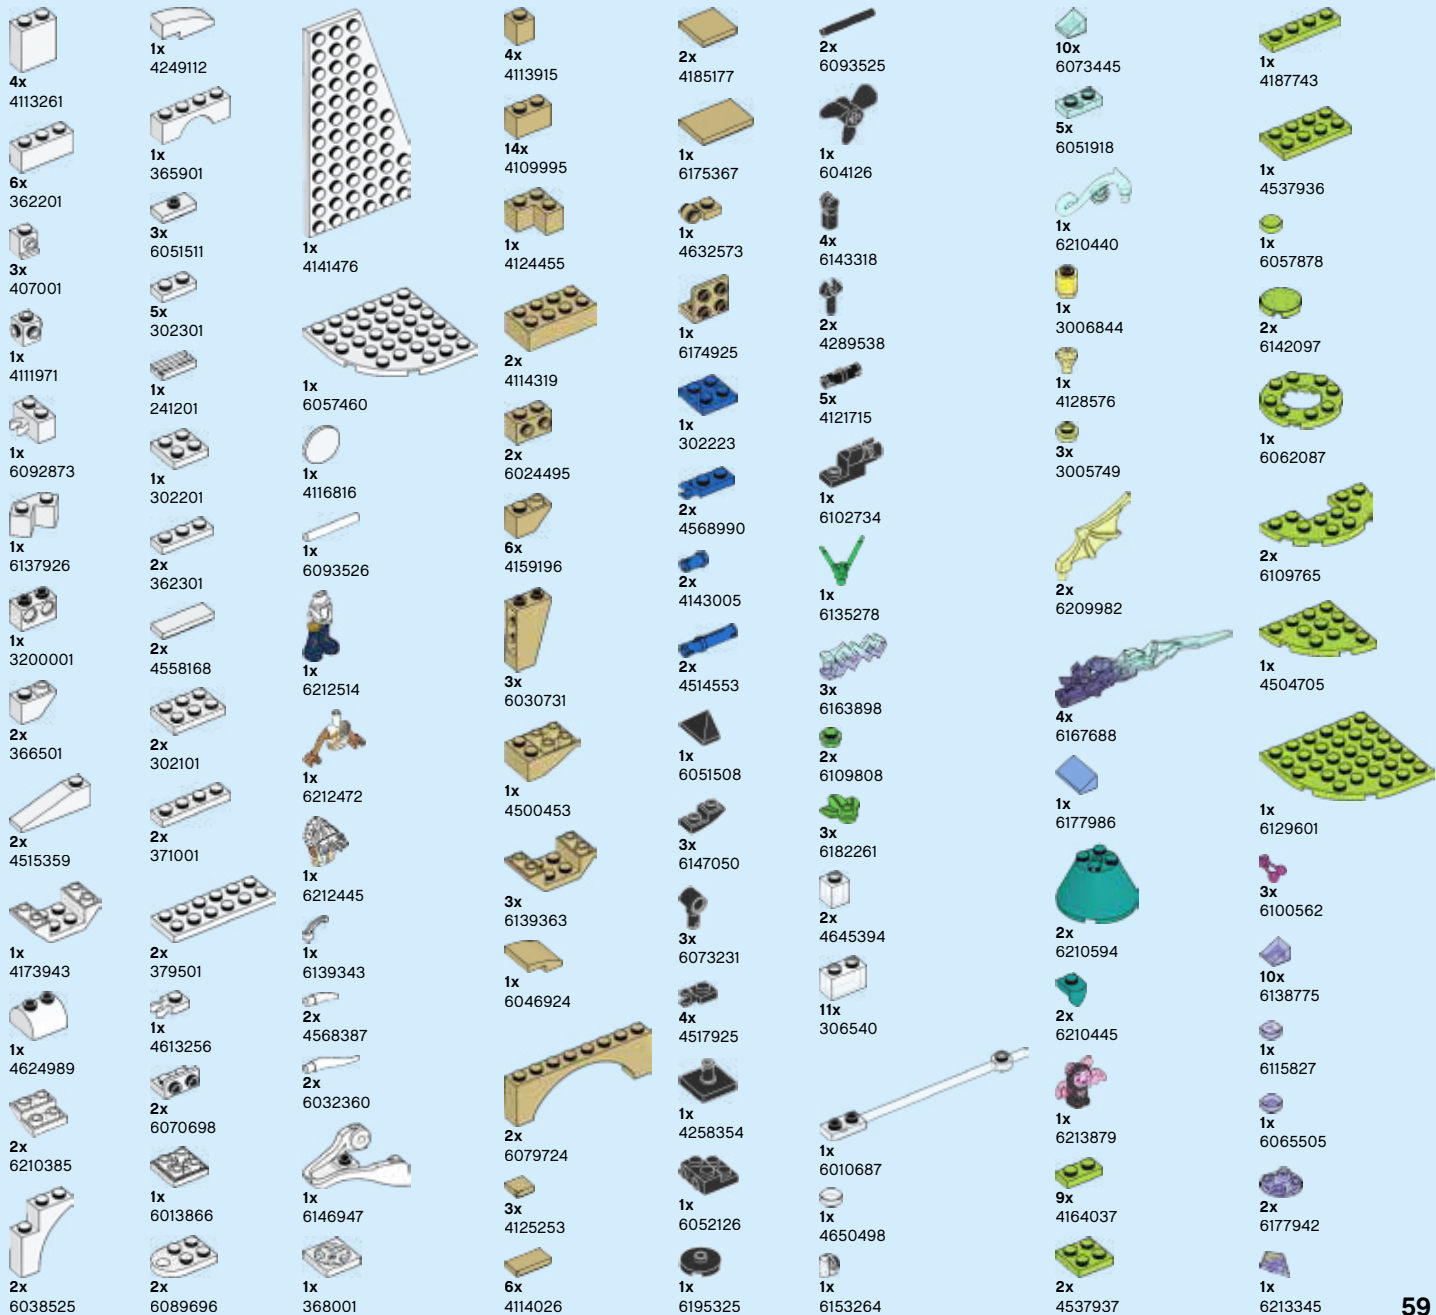 4x
4113261
6x
362201
3x
407001
1x
4111971
1x
6092873
1x
6137926
1x
3200001
2x
366501
2x
4515359
1x
4173943
1x
4624989
2x
6210385
2x
6038525
1x
4249112
1x
365901
3x
6051511
5x
302301
1x
241201
1x
302201
2x
362301
2x
4558168
2x
302101
2x
371001
2x
379501
1x
4613256
2x
6070698
1x
6013866
2x
6089696
1x
4141476
1x
6057460
1x
4116816
1x
6093526
1x
6212514
1x
6212472
1x
6212445
1x
6139343
2x
4568387
2x
6032360
1x
6146947
1x
368001
4x
4113915
14x
4109995
1x
4124455
2x
4114319
2x
6024495
6x
4159196
3x
6030731
1x
4500453
3x
6139363
1x
6046924
2x
6079724
3x
4125253
6x
4114026
2x
4185177
1x
6175367
1x
4632573
1x
6174925
1x
302223
2x
4568990
2x
4143005
2x
4514553
1x
6051508
3x
6147050
3x
6073231
4x
4517925
1x
4258354
1x
6052126
1x
6195325
2x
6093525
1x
604126
4x
6143318
2x
4289538
5x
4121715
1x
6102734
1x
6135278
3x
6163898
2x
6109808
3x
6182261
2x
4645394
11x
306540
1x
6010687
1x
4650498
1x
6153264
10x
6073445
5x
6051918
1x
6210440
1x
3006844
1x
4128576
3x
3005749
2x
6209982
4x
6167688
1x
6177986
2x
6210594
2x
6210445
1x
6213879
9x
4164037
2x
4537937
1x
4187743
1x
4537936
1x
6057878
2x
6142097
1x
6062087
2x
6109765
1x
4504705
1x
6129601
3x
6100562
10x
6138775
1x
6115827
1x
6065505
2x
6177942
1x
6213345
59